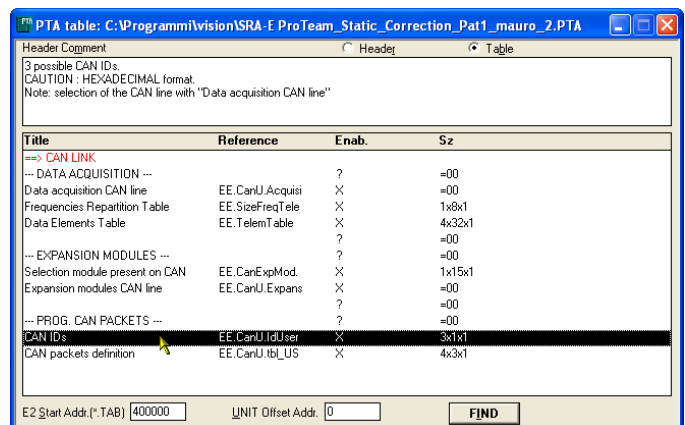 PTA table: C:\Programmi\vision\SRA-E ProTeam_Static_Correction_Pat1_mauro_2.PTA
Header Comment Header Table
3 possible CAN IDs.
CAUTION : HEXADECIMAL format.
Note: selection of the CAN line with "Data acquisition CAN line"
Title Reference Enab. Sz
==> CAN LINK
--- DATA ACQUISITION --- ? =00
Data acquisition CAN line EE.CanU.Acquisi X =00
Frequencies Repartition Table EE.SizeFreqTele X 1x8x1
Data Elements Table EE.TelemTable X 4x32x1
? =00
--- EXPANSION MODULES --- ? =00
Selection module present on CAN EE.CanExpMod. X 1x15x1
Expansion modules CAN line EE.CanU.Expans X =00
? =00
--- PROG. CAN PACKETS --- ? =00
CAN IDs EE.CanU.IdUser X 3x1x1
CAN packets definition EE.CanU.tbl_US X 4x3x1
E2 Start Addr.(*.TAB) 400000 UNIT Offset Addr. 0 FIND